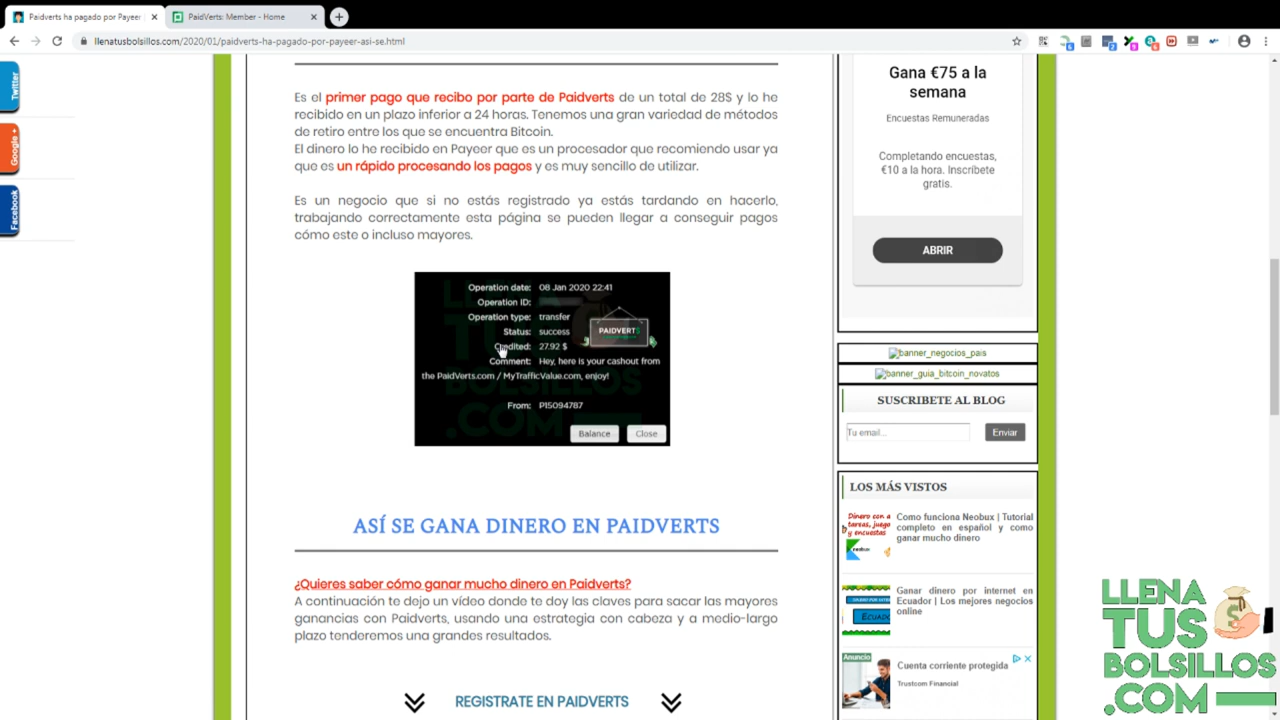 Paidverts ha pagado por Payeer
PaidVerts: Member - Home
llenatusbolsillos.com/2020/01/paidverts-ha-pagado-por-payeer-asi-se.html
Twitter
Google +
Facebook
Es el primer pago que recibo por parte de Paidverts de un total de 28$ y lo he
recibido en un plazo inferior a 24 horas. Tenemos una gran variedad de métodos
de retiro entre los que se encuentra Bitcoin.
El dinero lo he recibido en Payeer que es un procesador que recomiendo usar ya
que es un rápido procesando los pagos y es muy sencillo de utilizar.
Es un negocio que si no estás registrado ya estás tardando en hacerlo,
trabajando correctamente esta página se pueden llegar a conseguir pagos
cómo este o incluso mayores.
Operation date: 08 Jan 2020 22:41
Operation ID:
Operation type: transfer
Status: success
Credited: 27.92 $
Comment: Hey, here is your cashout from
the PaidVerts.com / MyTrafficValue.com, enjoy!
From: P15094787
Balance
Close
PAIDVERTS
ASÍ SE GANA DINERO EN PAIDVERTS
¿Quieres saber cómo ganar mucho dinero en Paidverts?
A continuación te dejo un vídeo donde te doy las claves para sacar las mayores
ganancias con Paidverts, usando una estrategia con cabeza y a medio-largo
plazo tenderemos una grandes resultados.
REGISTRATE EN PAIDVERTS
Gana €75 a la
semana
Encuestas Remuneradas
Completando encuestas,
€10 a la hora. Inscríbete
gratis.
ABRIR
banner_negocios_pais
banner_guia_bitcoin_novatos
SUSCRIBETE AL BLOG
Tu email...
Enviar
LOS MÁS VISTOS
Dinero con
tareas, juego
y encuestas
neobux
Como funciona Neobux | Tutorial
completo en español y como
ganar mucho dinero
Ganar dinero por internet en
Ecuador | Los mejores negocios
online
Anuncio
Cuenta corriente protegida
Trustcom Financial
LLENA
TUS
BOLSILLOS
.COM